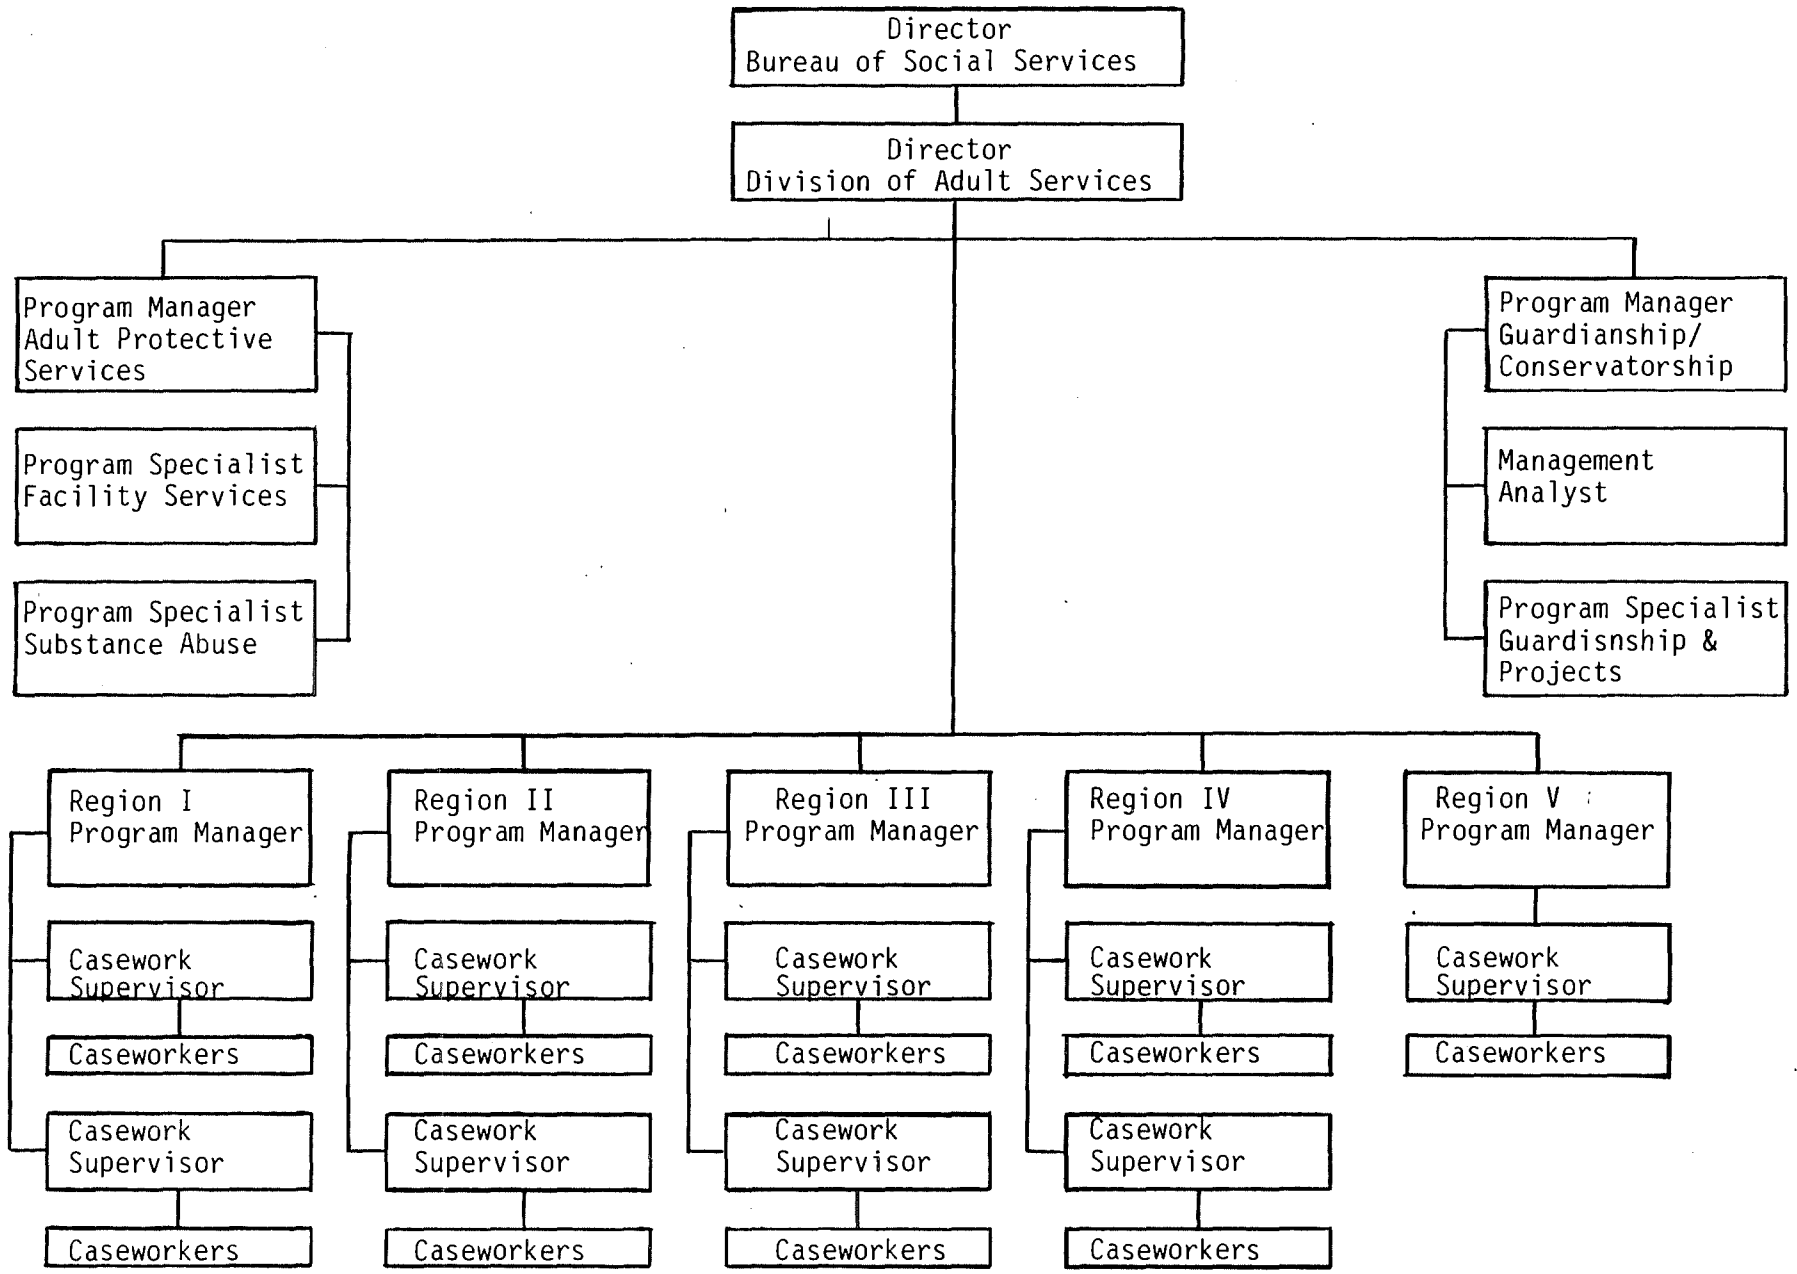 Director
Bureau of Social Services
Director
Division of Adult Services
Program Manager
Adult Protective
Services
Program Specialist
Facility Services
Program Specialist
Substance Abuse
Program Manager
Guardianship/
Conservatorship
Management
Analyst
Program Specialist
Guardisnship &
Projects
Region I
Program Manager
Casework
Supervisor
Caseworkers
Casework
Supervisor
Caseworkers
Region II
Program Manager
Casework
Supervisor
Caseworkers
Casework
Supervisor
Caseworkers
Region III
Program Manager
Casework
Supervisor
Caseworkers
Casework
Supervisor
Caseworkers
Region IV
Program Manager
Casework
Supervisor
Caseworkers
Casework
Supervisor
Caseworkers
Region V
Program Manager
Casework
Supervisor
Caseworkers